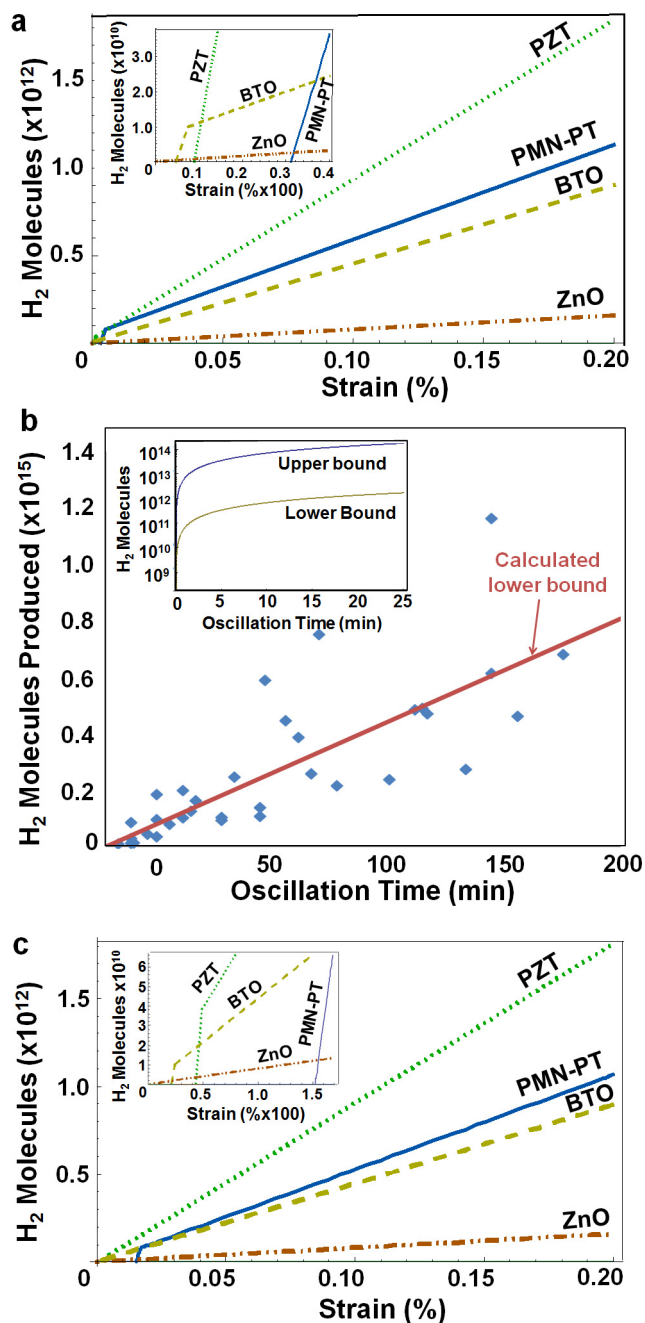 a
H2 Molecules (x10^12)
1.5
1.0
0.5
0
0.05
0.10
0.15
0.20
Strain (%)
PZT
PMN-PT
BTO
ZnO
H2 Molecules (x10^10)
3.0
2.0
1.0
0
0
0.1
0.2
0.3
0.4
Strain (%x100)
PZT
BTO
ZnO
PMN-PT
b
H2 Molecules Produced (x10^15)
1.4
1.2
1.0
0.8
0.6
0.4
0.2
0
0
50
100
150
200
Oscillation Time (min)
Calculated
lower bound
H2 Molecules
10^14
10^13
10^12
10^11
10^10
10^9
0
5
10
15
20
25
Oscillation Time (min)
Upper bound
Lower Bound
c
H2 Molecules (x10^12)
1.5
1.0
0.5
0
0.05
0.10
0.15
0.20
Strain (%)
PZT
PMN-PT
BTO
ZnO
H2 Molecules x10^10)
6
5
4
3
2
1
0
0
0.5
1.0
1.5
Strain (%x100)
PZT
BTO
ZnO
PMN-PT